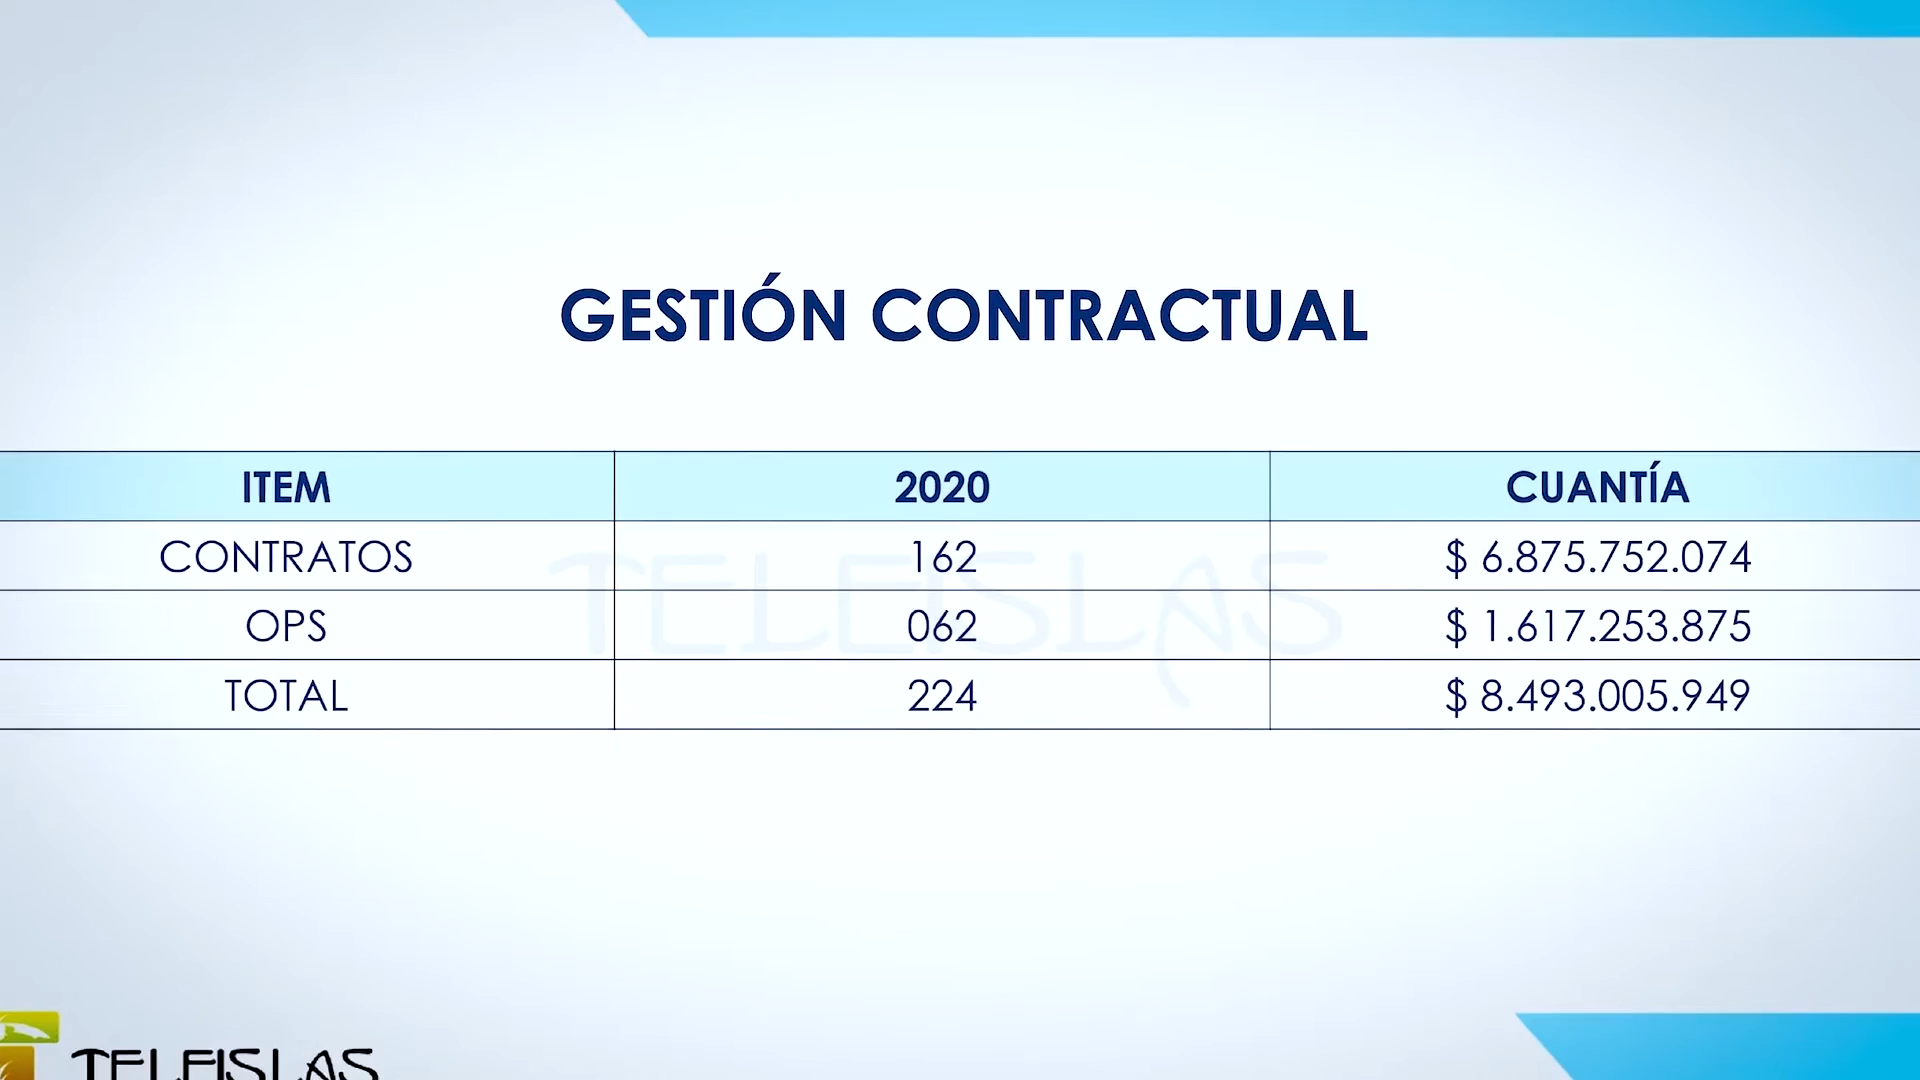 GESTIÓN CONTRACTUAL
ITEM 2020 CUANTÍA
CONTRATOS 162 $ 6.875.752.074
OPS 062 $ 1.617.253.875
TOTAL 224 $ 8.493.005.949
TELEISLAS
TELEISLAS